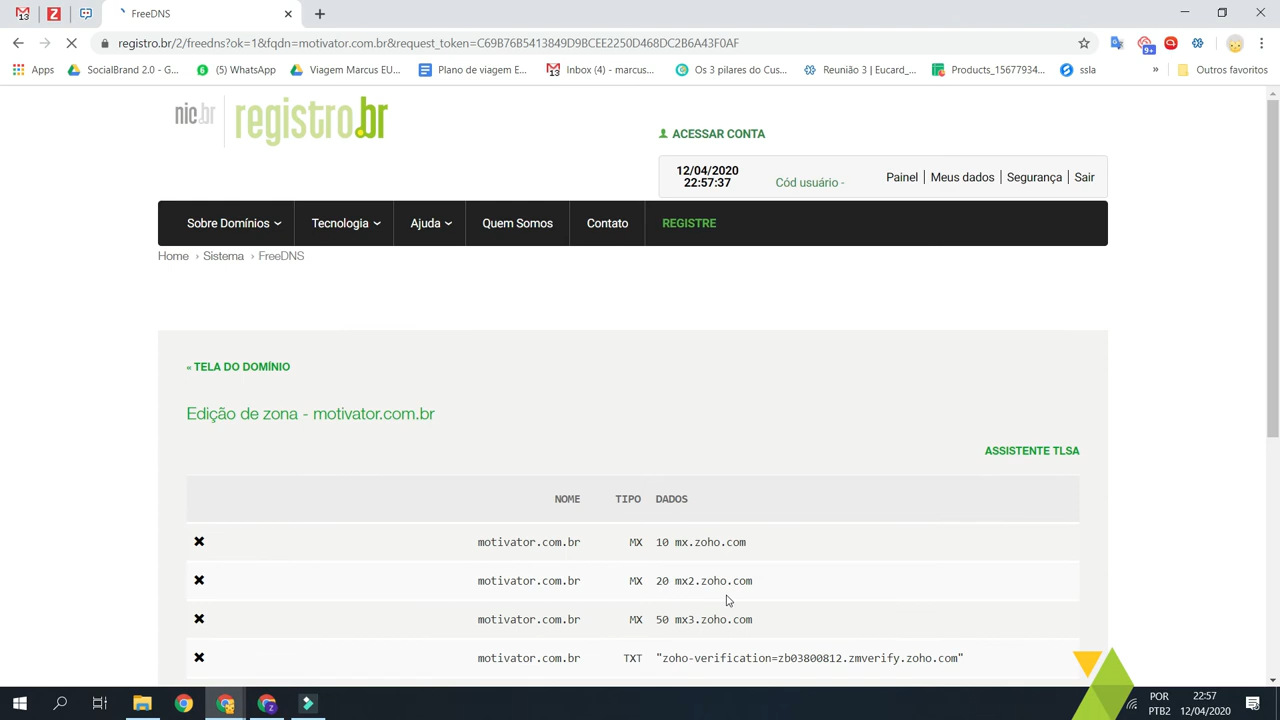 FreeDNS
registro.br/2/freedns?ok=1&fqdn=motivator.com.br&request_token=C69B76B5413849D9BCEE2250D468DC2B6A43F0AF
Apps SocialBrand 2.0 - G... (5) WhatsApp Viagem Marcus EU... Plano de viagem E... Inbox (4) - marcus... Os 3 pilares do Cus... Reunião 3 | Eucard_... Products_15677934... ssla » Outros favoritos
nic.br registro.br
ACESSAR CONTA
12/04/2020
22:57:37
Cód usuário -
Painel | Meus dados | Segurança | Sair
Sobre Domínios Tecnologia Ajuda Quem Somos Contato REGISTRE
Home › Sistema › FreeDNS
« TELA DO DOMÍNIO
Edição de zona - motivator.com.br
ASSISTENTE TLSA
NOME TIPO DADOS
motivator.com.br MX 10 mx.zoho.com
motivator.com.br MX 20 mx2.zoho.com
motivator.com.br MX 50 mx3.zoho.com
motivator.com.br TXT "zoho-verification=zb03800812.zmverify.zoho.com"
POR 22:57
PTB2 12/04/2020